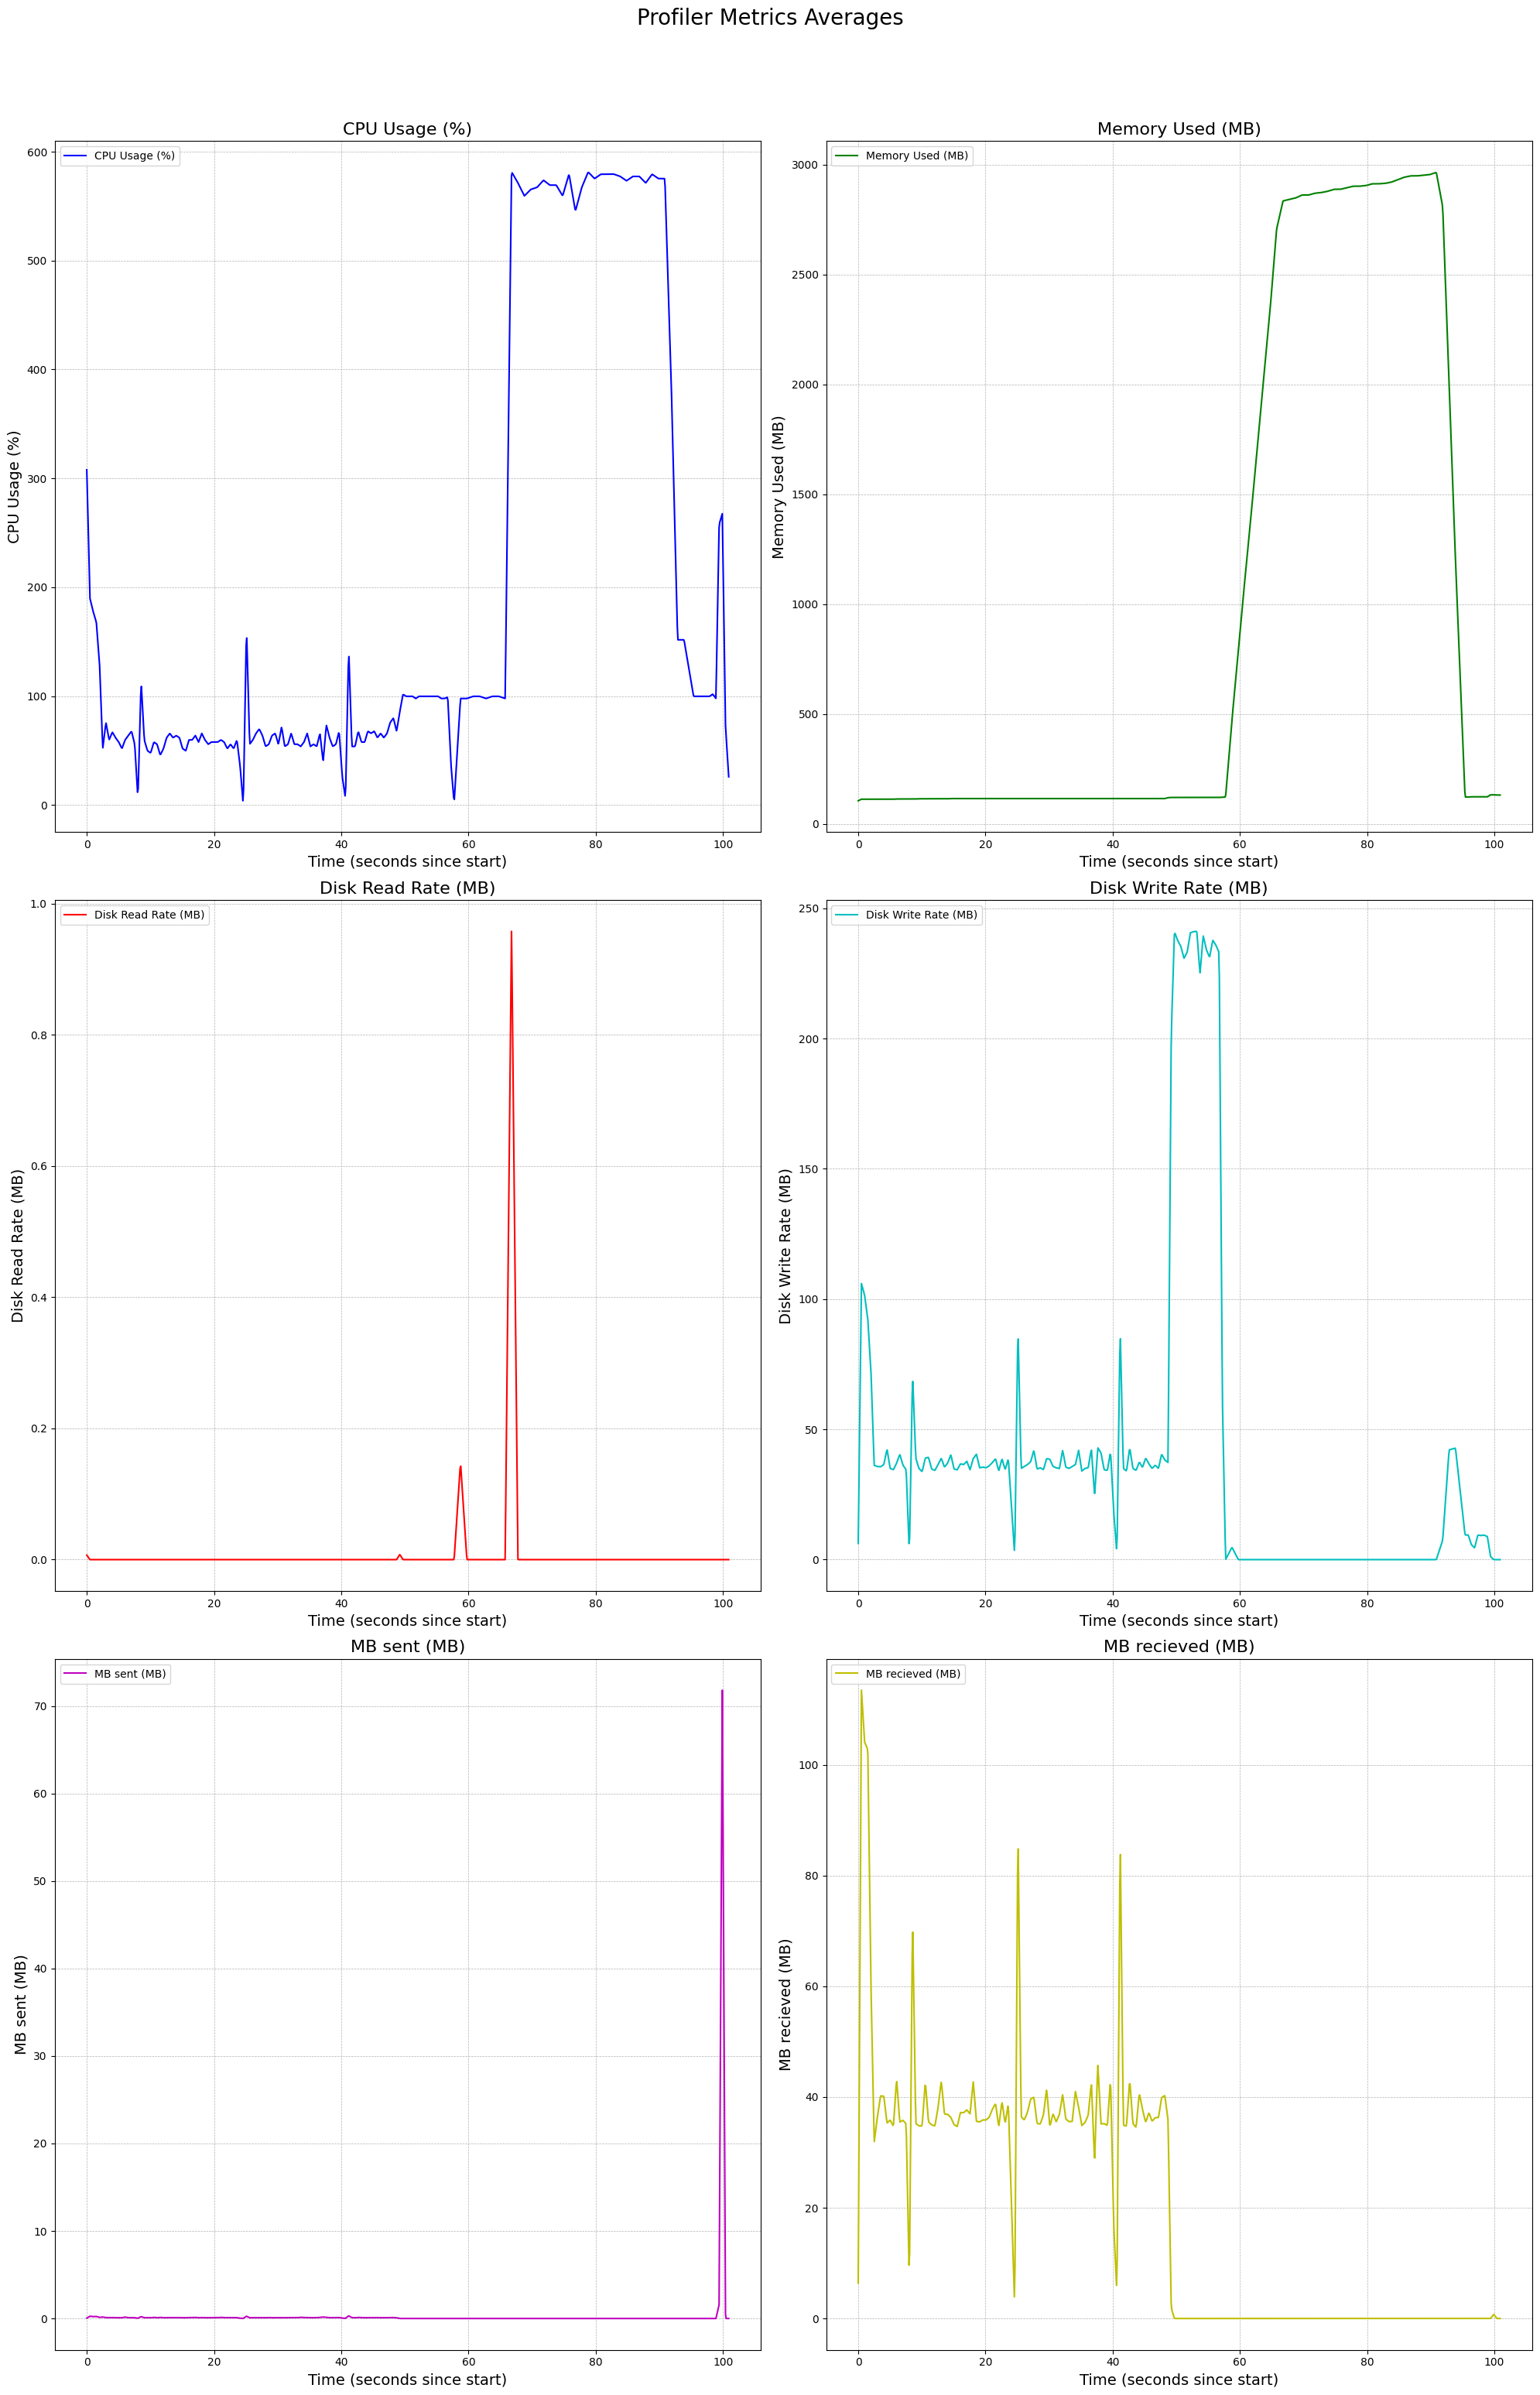 Profiler Metrics Averages
CPU Usage (%)
CPU Usage (%)
CPU Usage (%)
600
500
400
300
200
100
0
0 20 40 60 80 100
Time (seconds since start)
Memory Used (MB)
Memory Used (MB)
Memory Used (MB)
3000
2500
2000
1500
1000
500
0
0 20 40 60 80 100
Time (seconds since start)
Disk Read Rate (MB)
Disk Read Rate (MB)
Disk Read Rate (MB)
1.0
0.8
0.6
0.4
0.2
0.0
0 20 40 60 80 100
Time (seconds since start)
Disk Write Rate (MB)
Disk Write Rate (MB)
Disk Write Rate (MB)
250
200
150
100
50
0
0 20 40 60 80 100
Time (seconds since start)
MB sent (MB)
MB sent (MB)
MB sent (MB)
70
60
50
40
30
20
10
0
0 20 40 60 80 100
Time (seconds since start)
MB recieved (MB)
MB recieved (MB)
MB recieved (MB)
100
80
60
40
20
0
0 20 40 60 80 100
Time (seconds since start)